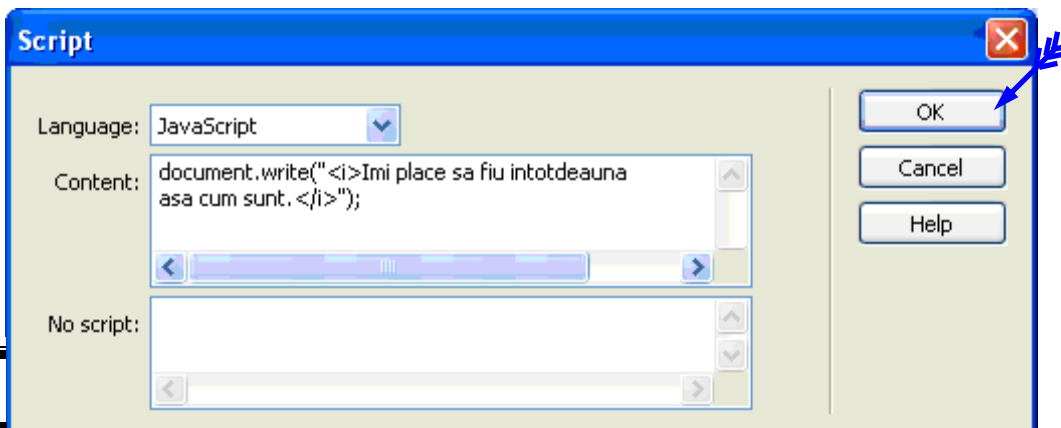 Script
Language: JavaScript
OK
Content: document.write("<i>Imi place sa fiu intotdeauna
asa cum sunt.</i>");
Cancel
Help
No script: